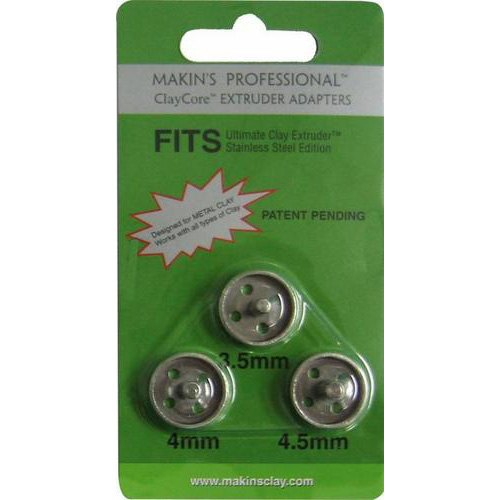 MAKIN'S PROFESSIONAL™
ClayCore™ EXTRUDER ADAPTERS
FITS Ultimate Clay Extruder™
Stainless Steel Edition
Designed for METAL CLAY
Works with all types of Clay
PATENT PENDING
3.5mm
4mm
4.5mm
www.makinsclay.com